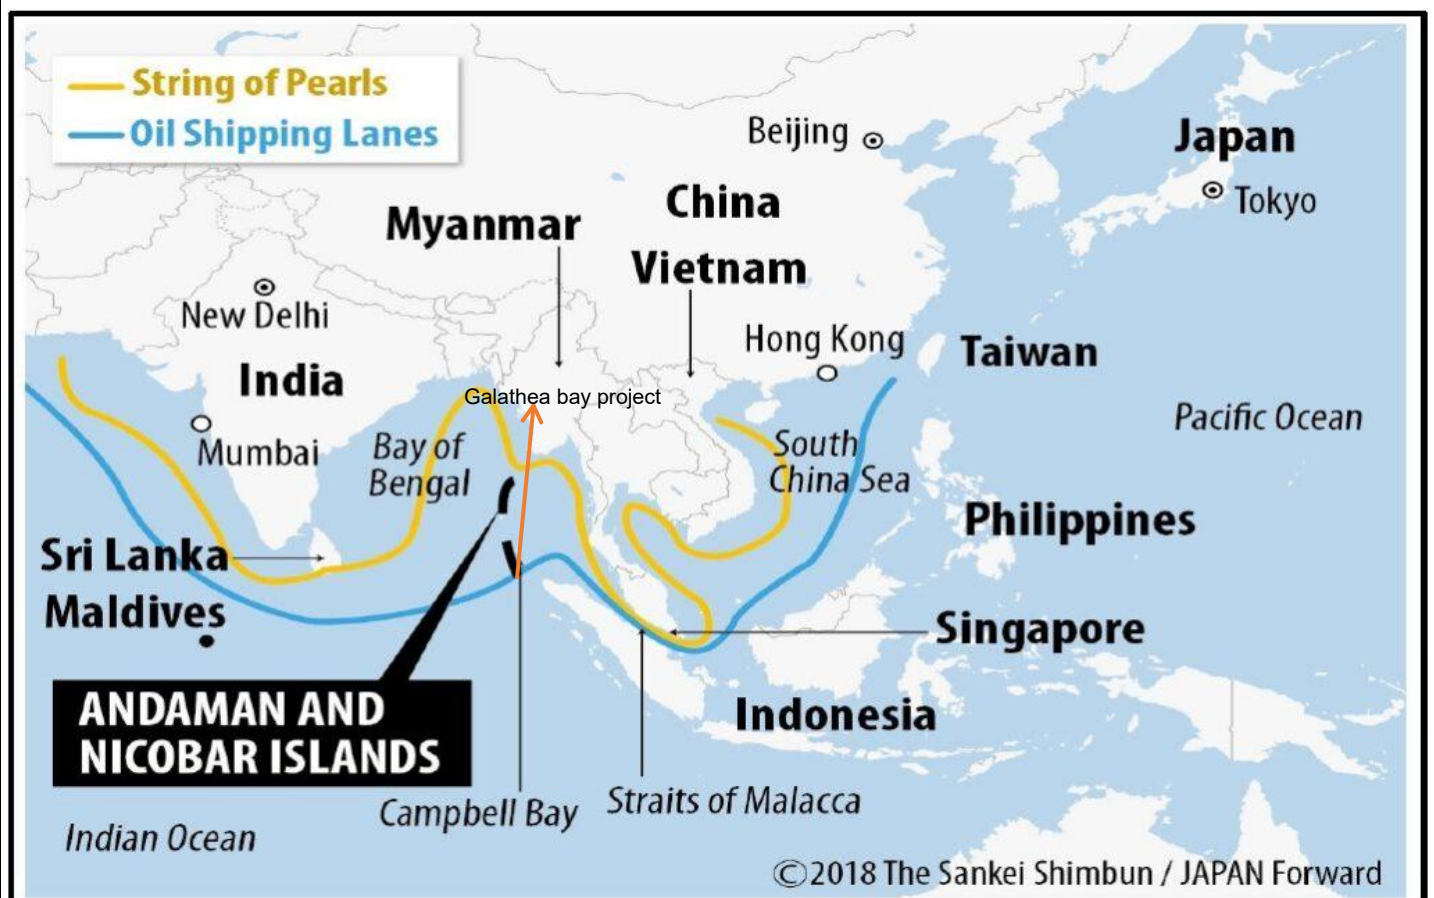 String of Pearls
Oil Shipping Lanes
Beijing
Japan
Tokyo
China
Myanmar
Vietnam
New Delhi
Hong Kong
Taiwan
India
Galathea bay project
Pacific Ocean
Mumbai
Bay of
Bengal
South
China Sea
Philippines
Sri Lanka
Maldives
Singapore
ANDAMAN AND
NICOBAR ISLANDS
Indonesia
Campbell Bay
Straits of Malacca
Indian Ocean
©2018 The Sankei Shimbun / JAPAN Forward